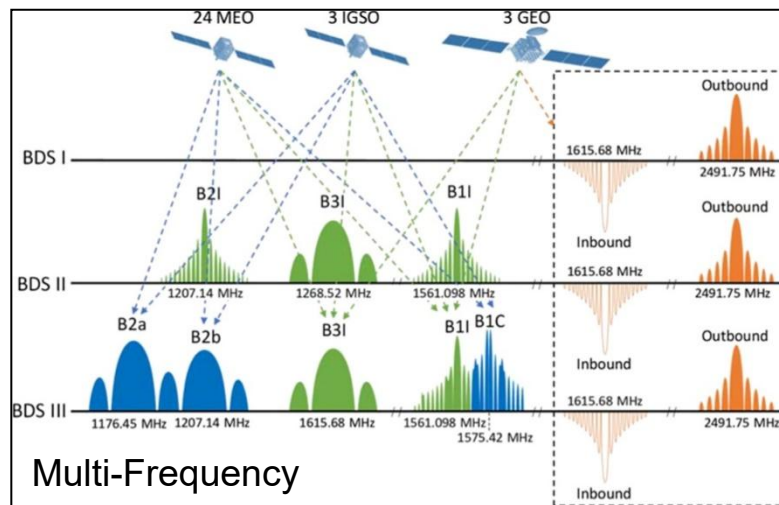 24 MEO 3 IGSO 3 GEO
Outbound
1615.68 MHz
BDS I
2491.75 MHz
B2I B3I B1I
Outbound
Inbound
1615.68 MHz
BDS II
1207.14 MHz 1268.52 MHz 1561.098 MHz 2491.75 MHz
B2a B2b B3I B1I B1C
Outbound
Inbound
1615.68 MHz
BDS III
1176.45 MHz 1207.14 MHz 1615.68 MHz 1561.098 MHz 2491.75 MHz
1575.42 MHz
Multi-Frequency
Inbound